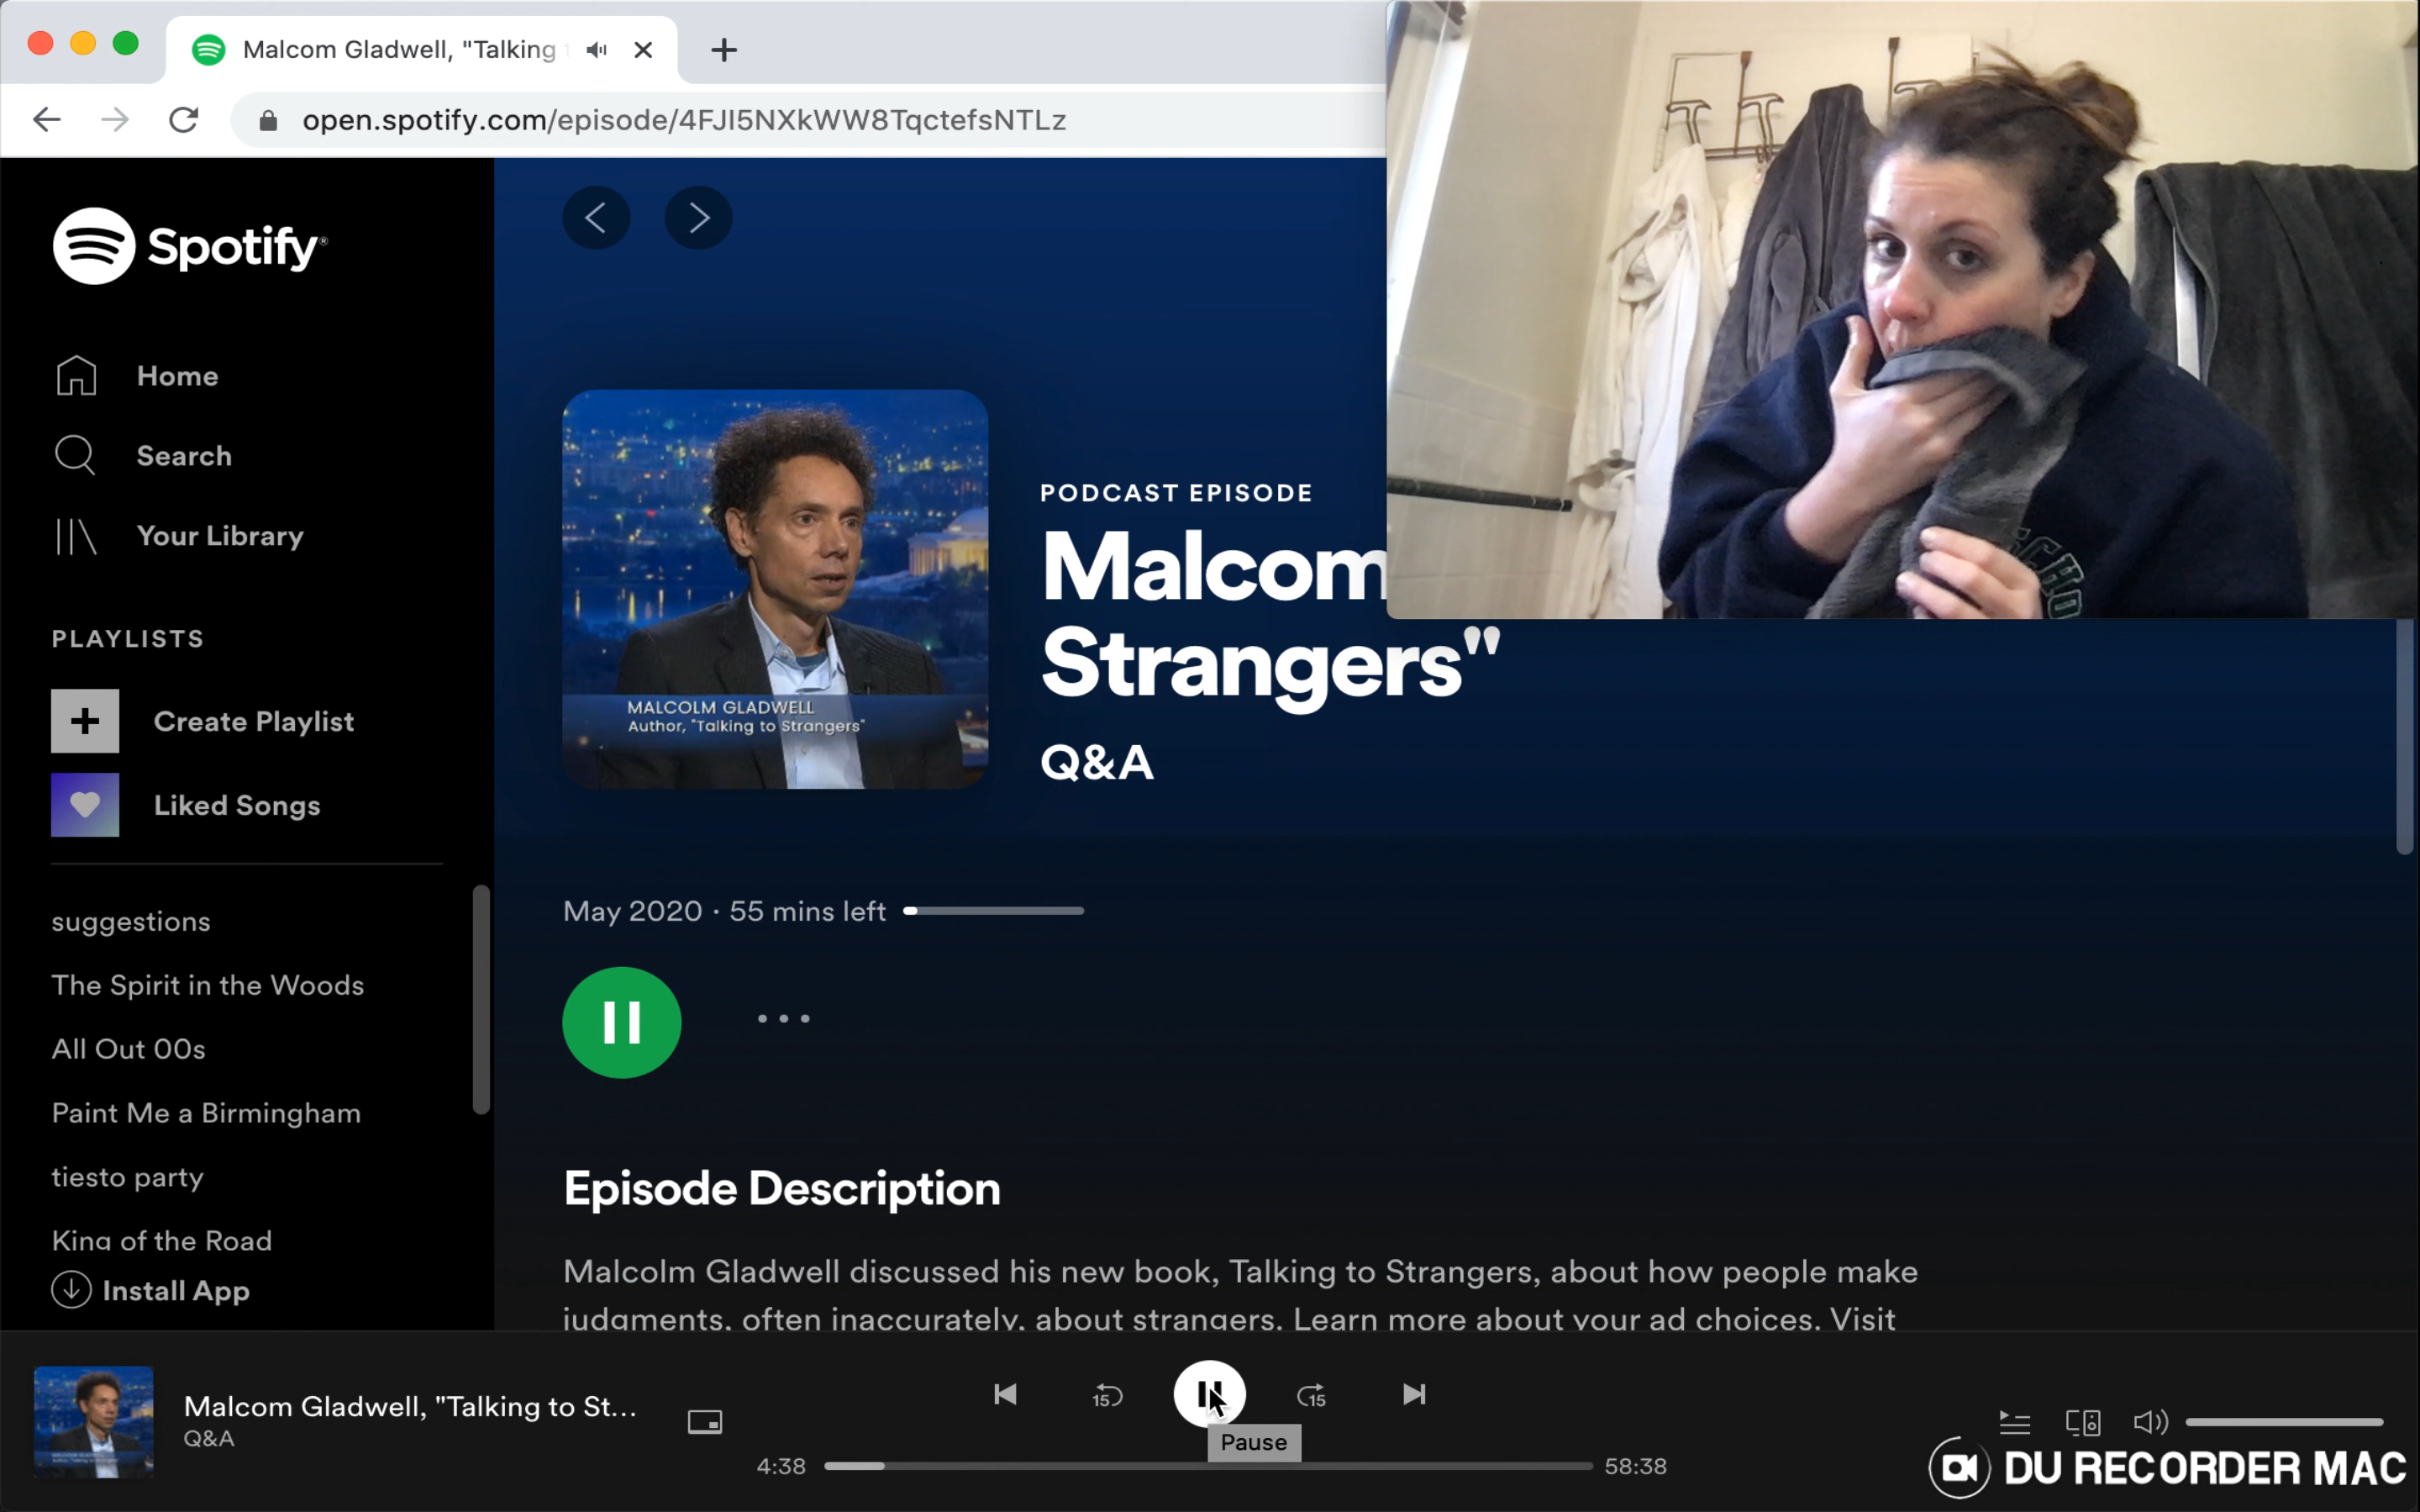 Malcom Gladwell, "Talking
open.spotify.com/episode/4FJI5NXkWW8TqctefsNTLz
Spotify®
Home
Search
Your Library
PLAYLISTS
Create Playlist
Liked Songs
suggestions
The Spirit in the Woods
All Out 00s
Paint Me a Birmingham
tiesto party
King of the Road
Install App
MALCOLM GLADWELL
Author, "Talking to Strangers"
PODCAST EPISODE
Malcom
Strangers"
Q&A
May 2020 · 55 mins left
Episode Description
Malcolm Gladwell discussed his new book, Talking to Strangers, about how people make
judgments, often inaccurately, about strangers. Learn more about your ad choices. Visit
Malcom Gladwell, "Talking to St...
Q&A
15
15
Pause
4:38
58:38
DU RECORDER MAC